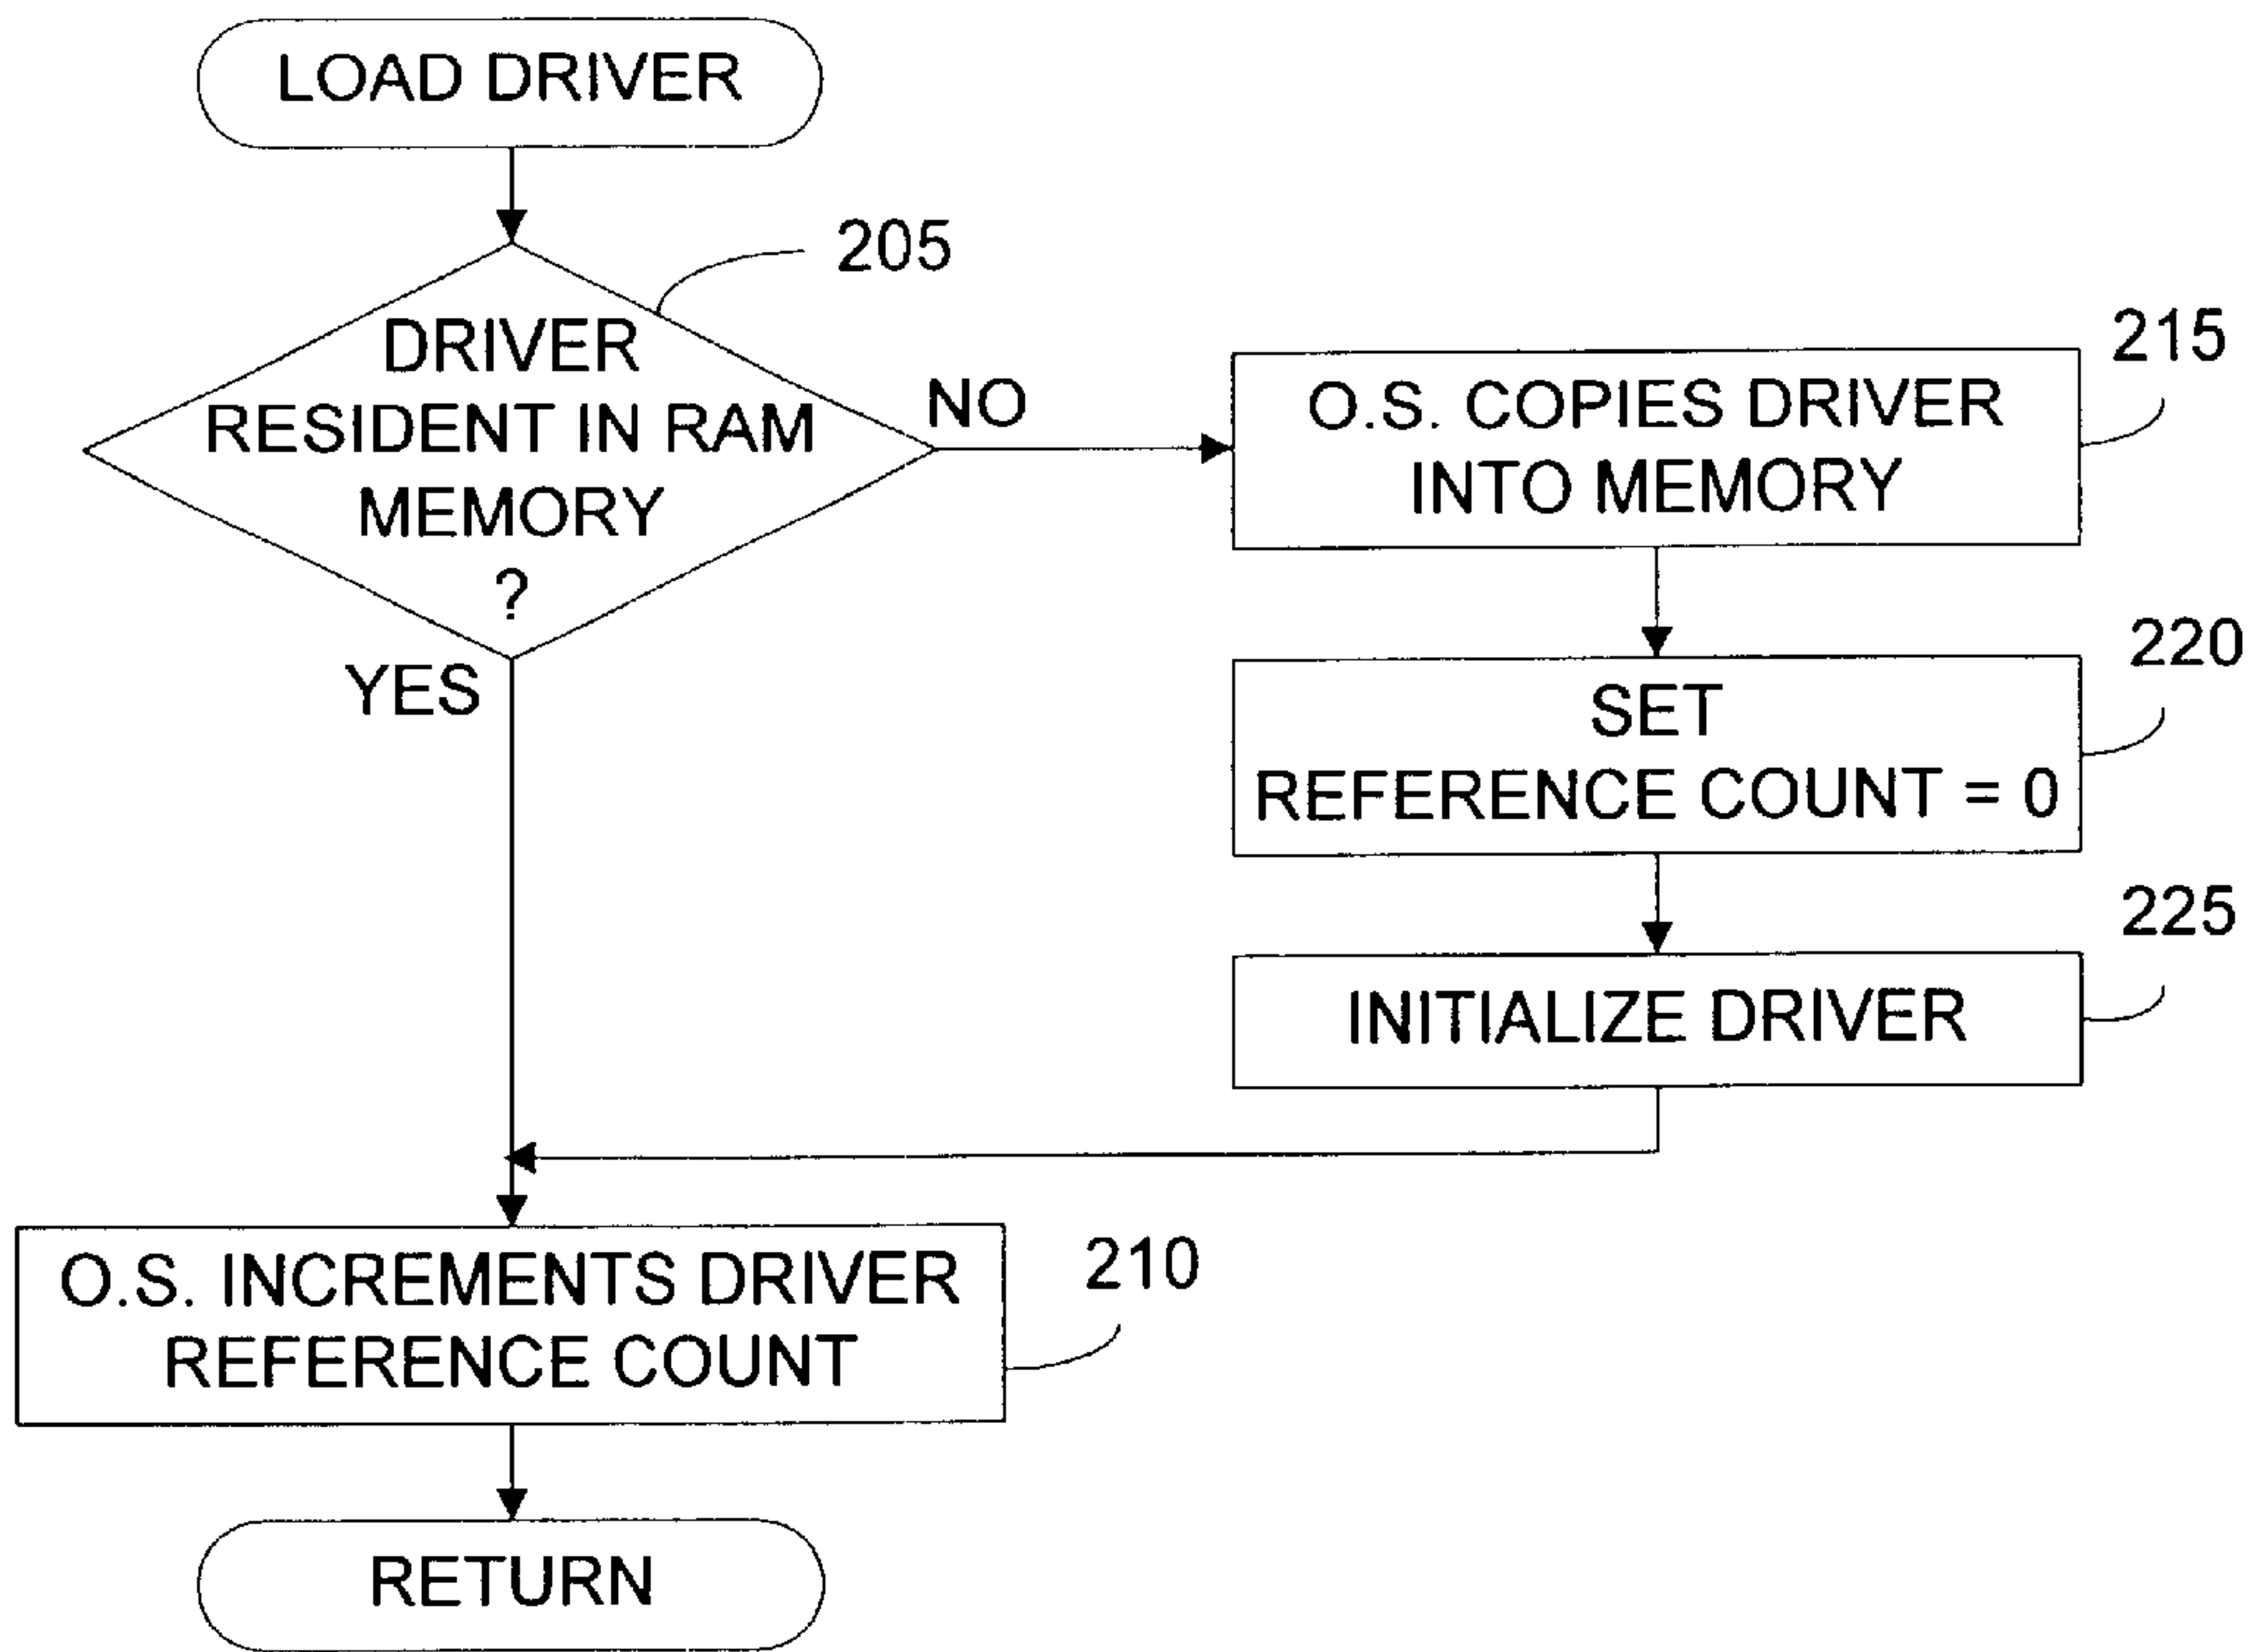 LOAD DRIVER
205
DRIVER
RESIDENT IN RAM
MEMORY
?
NO
YES
215
O.S. COPIES DRIVER
INTO MEMORY
220
SET
REFERENCE COUNT = 0
225
INITIALIZE DRIVER
O.S. INCREMENTS DRIVER
REFERENCE COUNT
210
RETURN